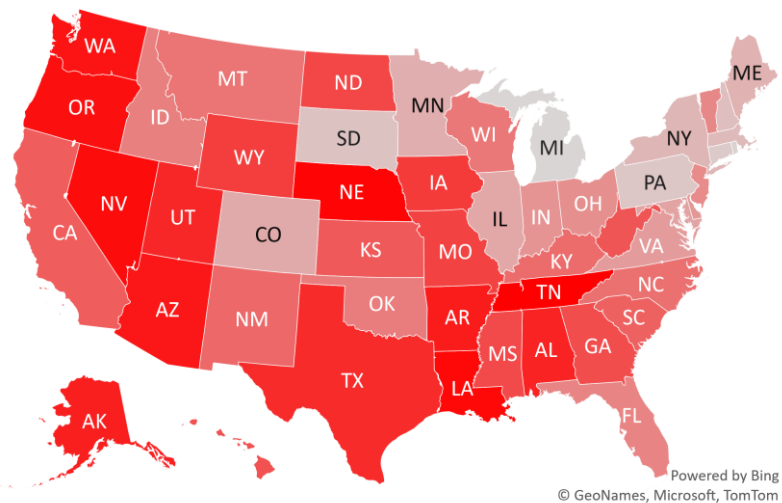 WA
ME
MT
ND
MN
OR
ID
WI
NY
SD
MI
WY
IA
PA
NE
NV
OH
IL
IN
UT
CO
VA
CA
KS
MO
KY
TN
NC
OK
AZ
NM
AR
SC
MS
AL
GA
TX
LA
FL
AK
Powered by Bing
© GeoNames, Microsoft, TomTom